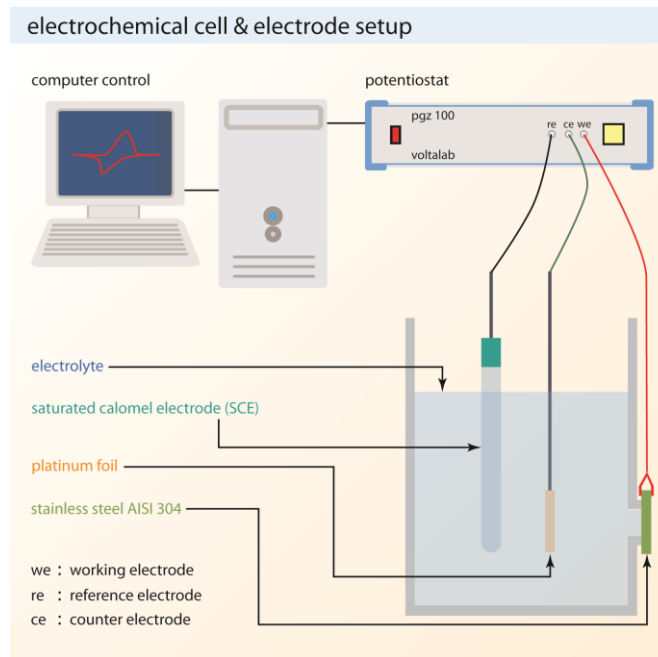 electrochemical cell & electrode setup
computer control
potentiostat
pgz 100
re ce we
voltalab
electrolyte
saturated calomel electrode (SCE)
platinum foil
stainless steel AISI 304
we : working electrode
re : reference electrode
ce : counter electrode